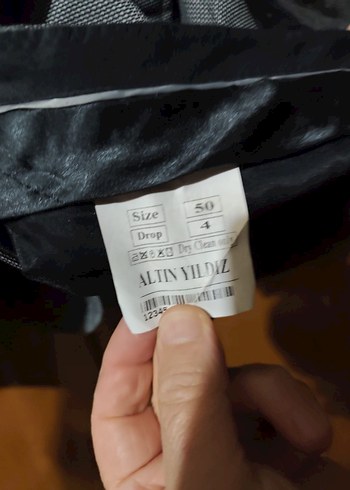 Size 50
Drop 4
Dry Clean only
ALTIN YILDIZ
12345